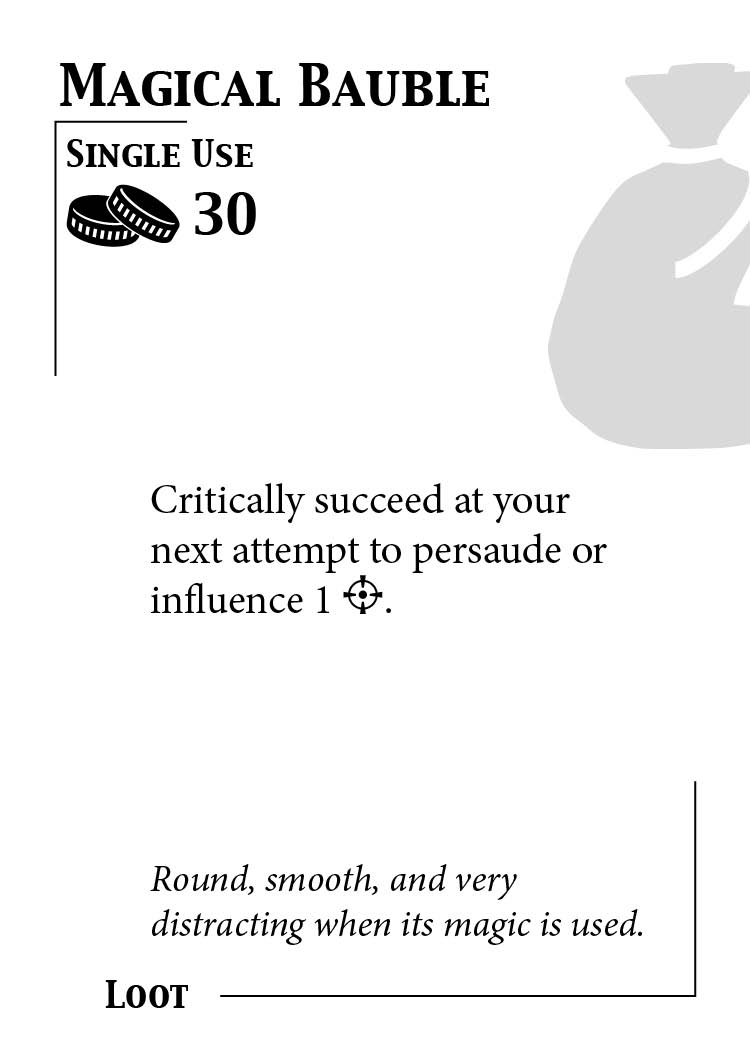 Magical Bauble
Single Use
30
Critically succeed at your
next attempt to persaude or
influence 1 .
Round, smooth, and very
distracting when its magic is used.
Loot